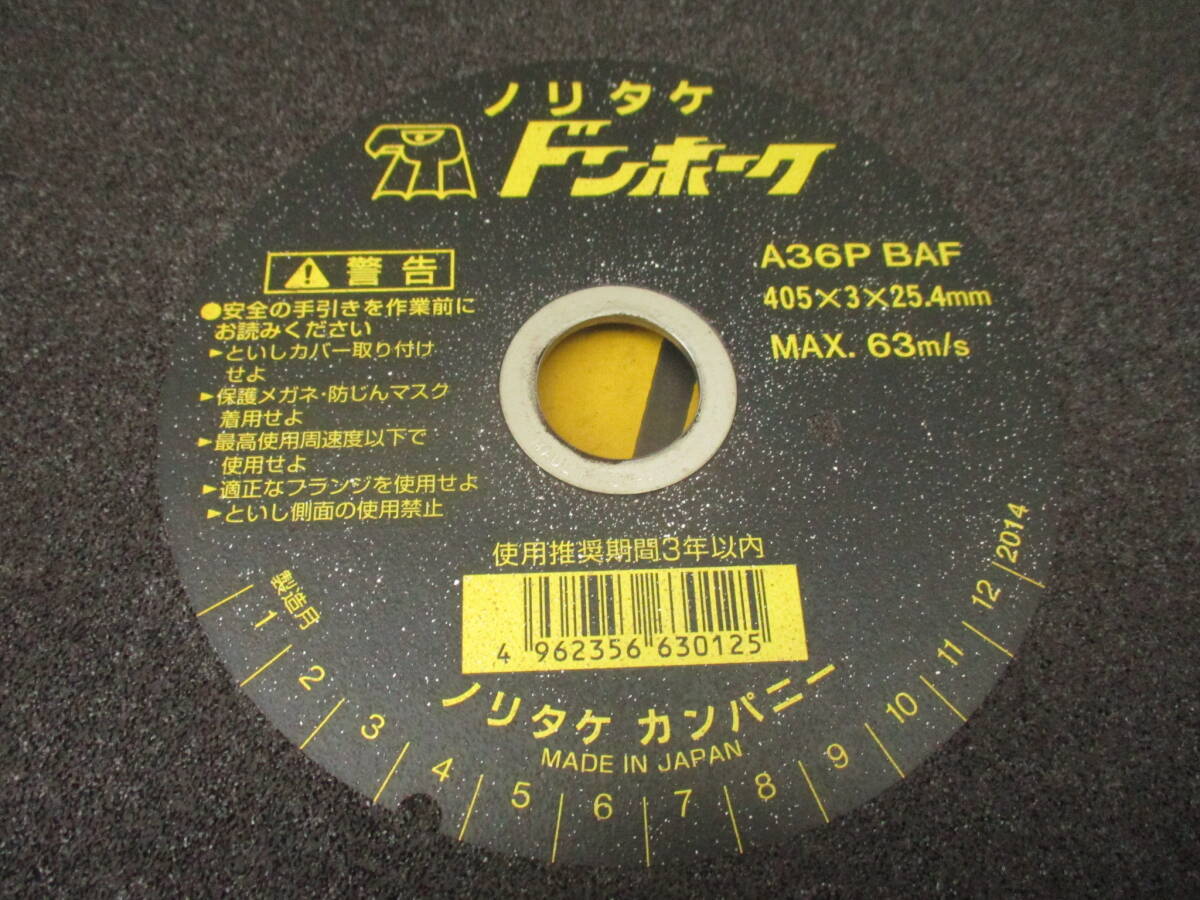 ノリタケ
ドンホーク
A36P BAF
405×3×25.4mm
MAX. 63m/s
警告
●安全の手引きを作業前に
お読みください
►といしカバー取り付け
せよ
►保護メガネ・防じんマスク
着用せよ
►最高使用周速度以下で
使用せよ
►適正なフランジを使用せよ
►といし側面の使用禁止
使用推奨期間3年以内
4 962356 630125
ノリタケ カンパニー
MADE IN JAPAN
製造月
1 2 3 4 5 6 7 8 9 10 11 12 2014